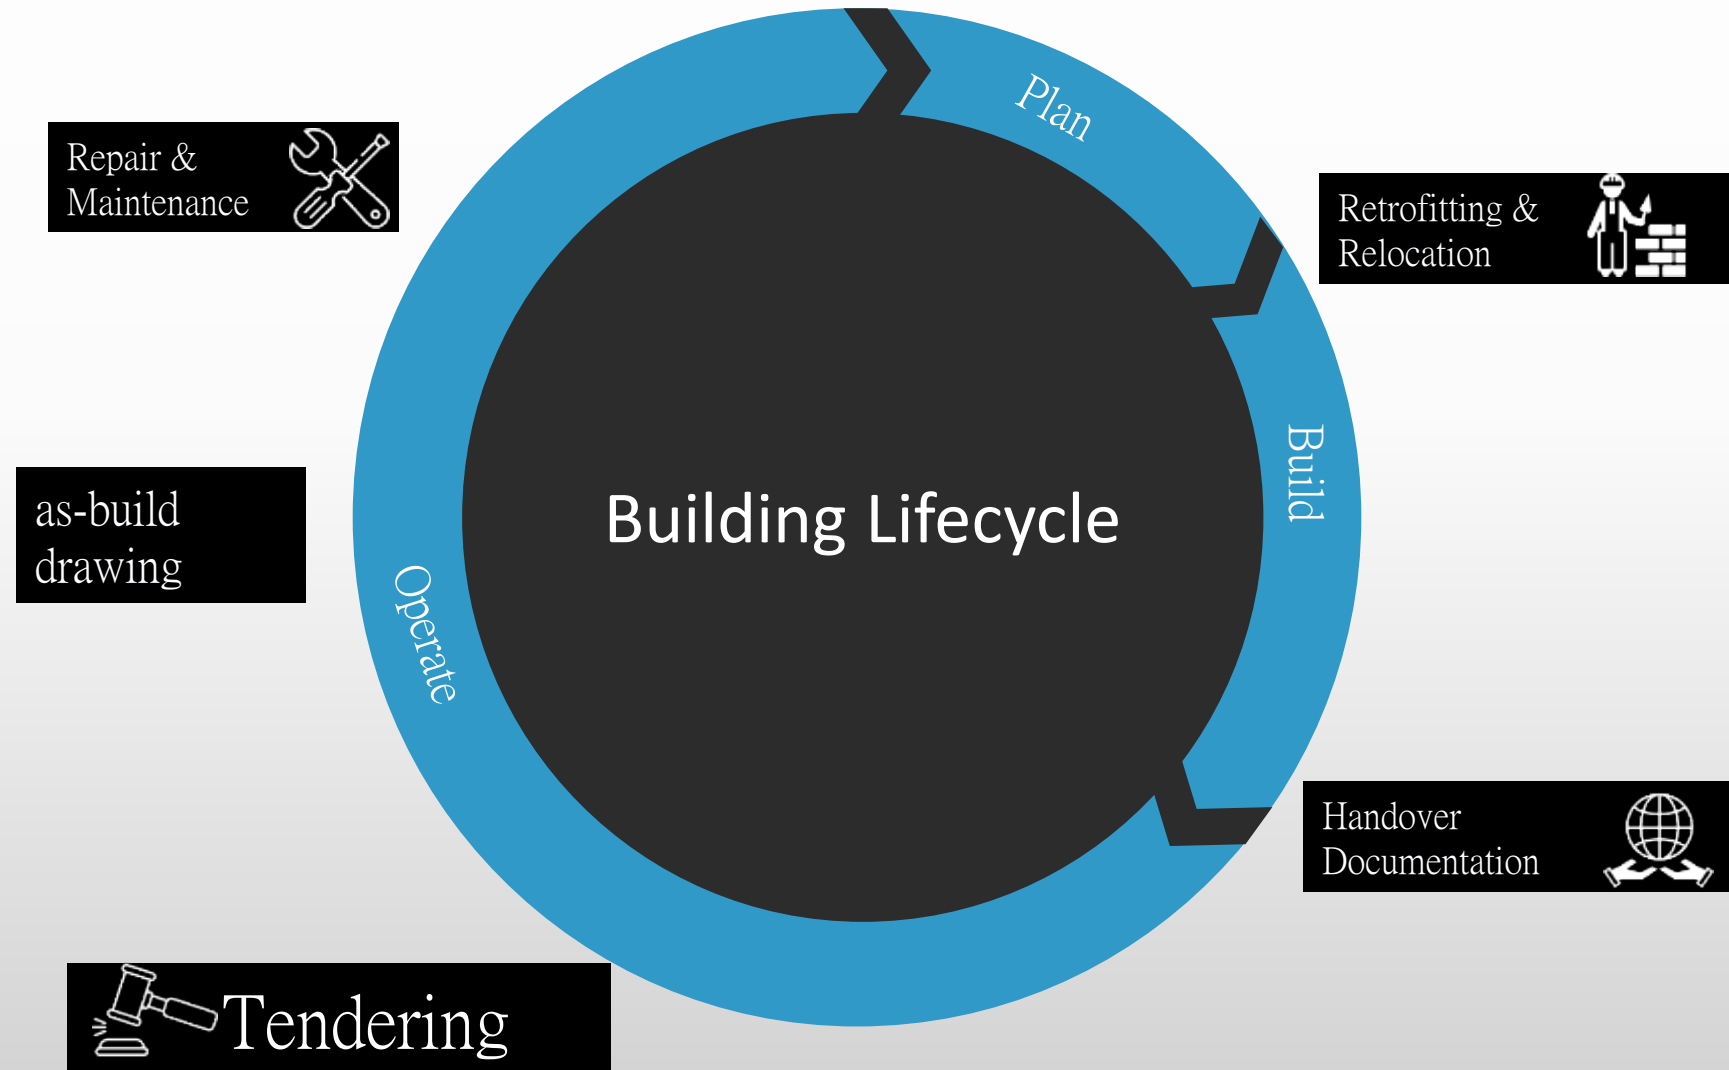 Plan
Repair &
Maintenance
Retrofitting &
Relocation
Build
as-build
drawing
Building Lifecycle
Operate
Handover
Documentation
Tendering